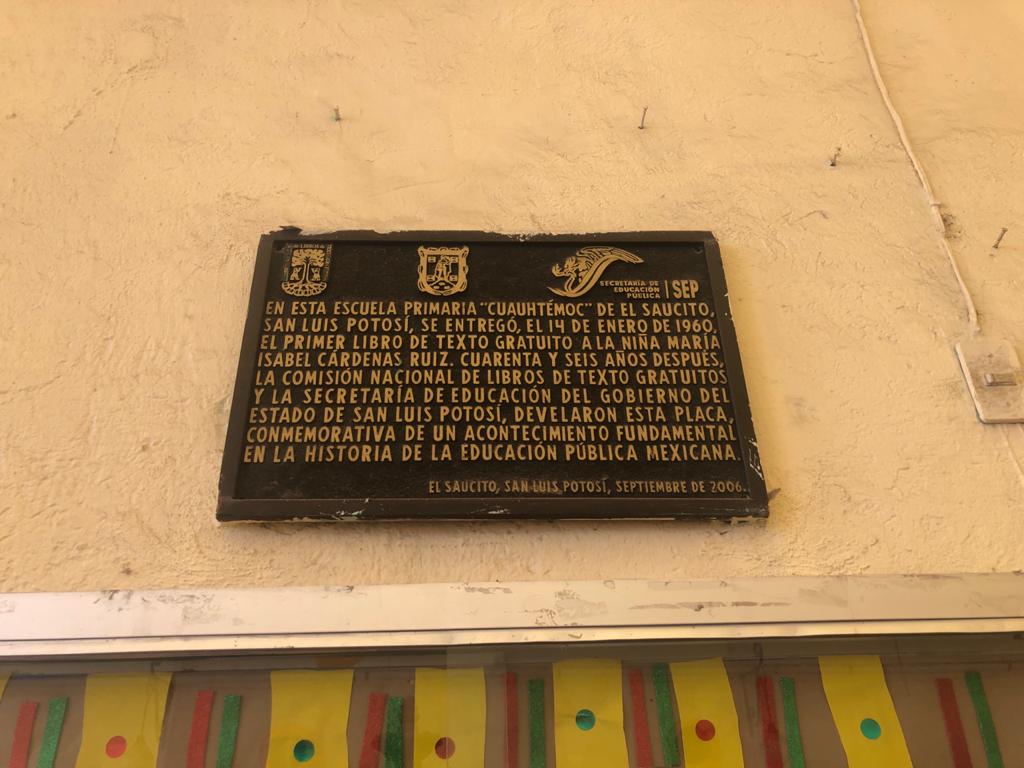 SECRETARÍA DE
EDUCACIÓN
PÚBLICA
SEP
EN ESTA ESCUELA PRIMARIA "CUAUHTÉMOC" DE EL SAUCITO,
SAN LUIS POTOSÍ, SE ENTREGÓ, EL 14 DE ENERO DE 1960,
EL PRIMER LIBRO DE TEXTO GRATUITO A LA NIÑA MARÍA
ISABEL CÁRDENAS RUIZ. CUARENTA Y SEIS AÑOS DESPUÉS,
LA COMISIÓN NACIONAL DE LIBROS DE TEXTO GRATUITOS
Y LA SECRETARÍA DE EDUCACIÓN DEL GOBIERNO DEL
ESTADO DE SAN LUIS POTOSÍ, DEVELARON ESTA PLACA,
CONMEMORATIVA DE UN ACONTECIMIENTO FUNDAMENTAL
EN LA HISTORIA DE LA EDUCACIÓN PÚBLICA MEXICANA.
EL SAUCITO, SAN LUIS POTOSÍ, SEPTIEMBRE DE 2006.